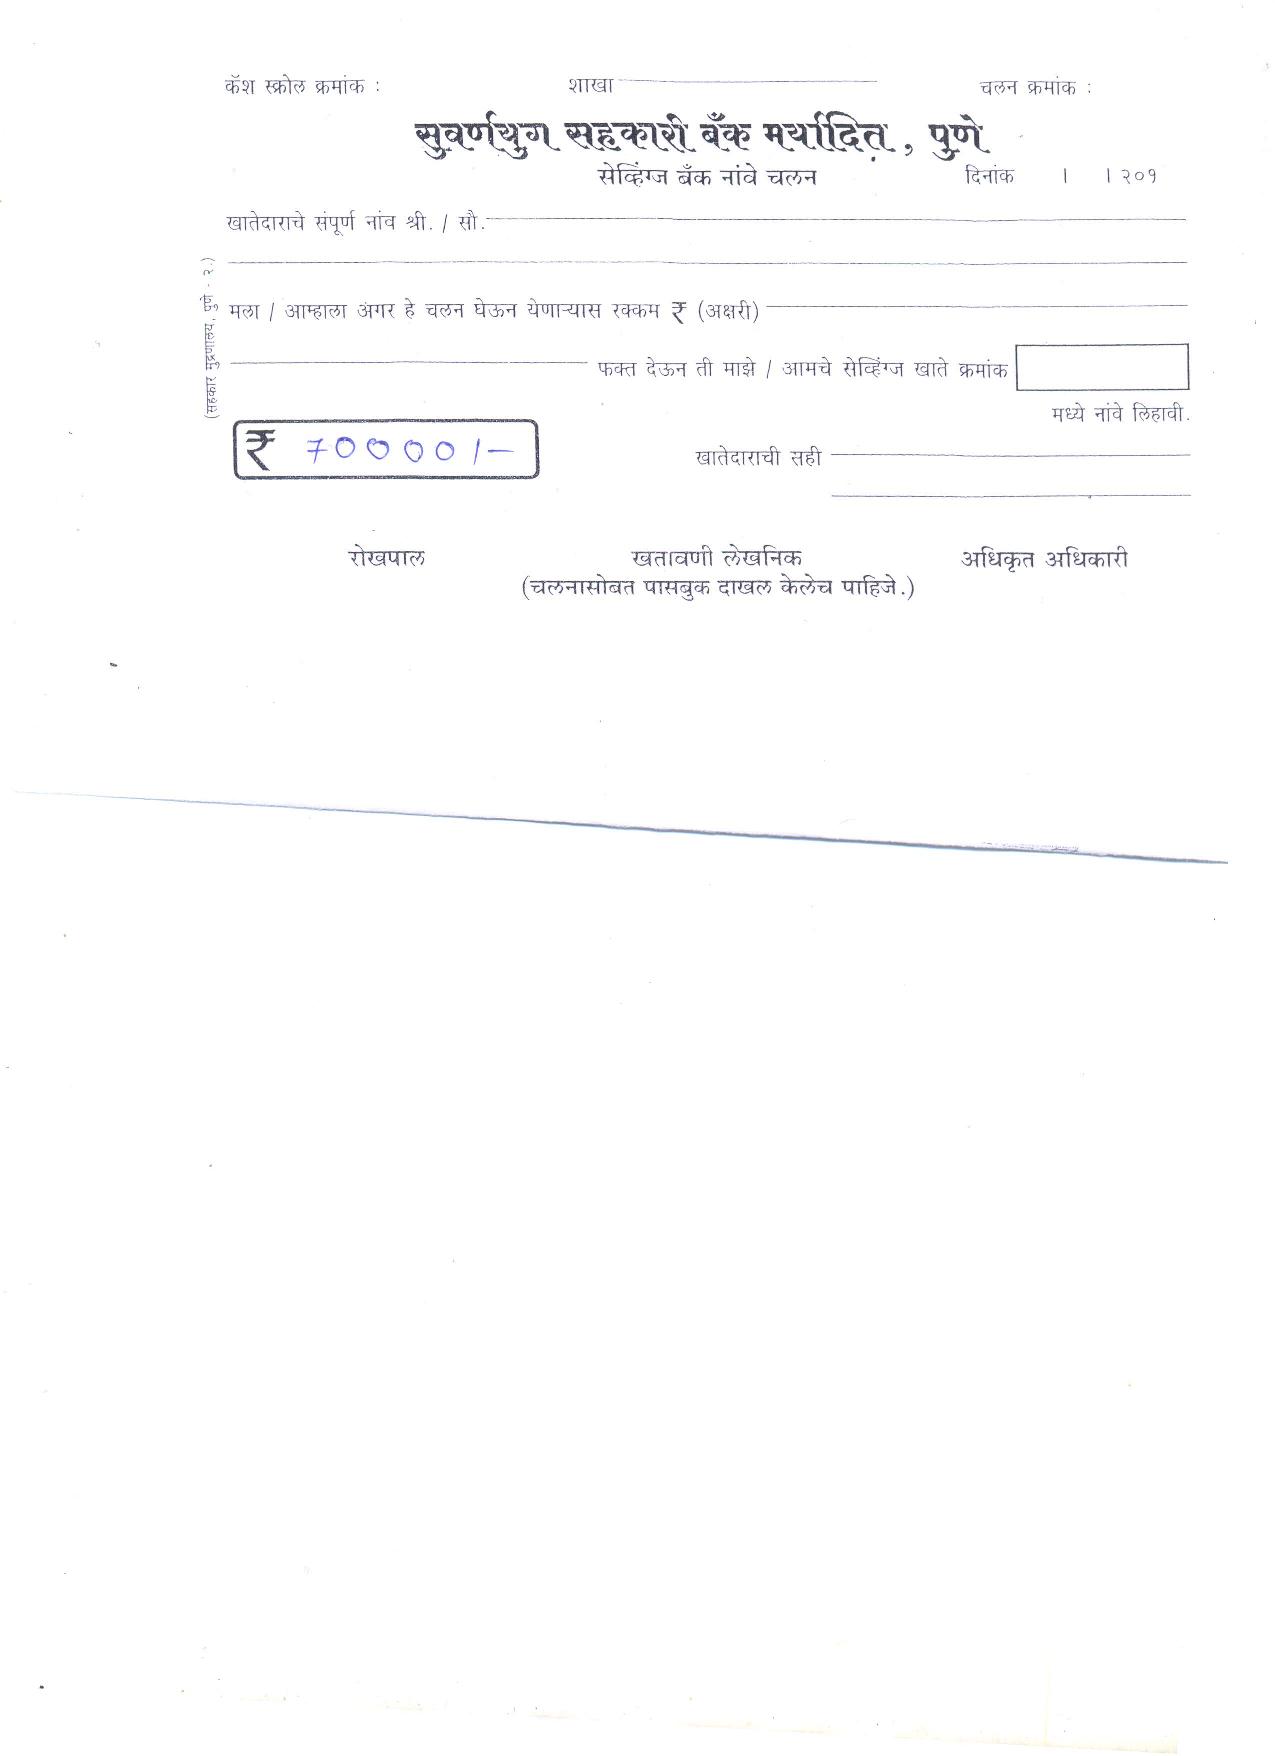 कॅश स्क्रोल क्रमांक : शाखा चलन क्रमांक :
सुवर्णयुग सहकारी बँक मर्यादित, पुणे
सेव्हिंग्ज बँक नांवे चलन दिनांक । । २०१
खातेदाराचे संपूर्ण नांव श्री. / सौ.
मला / आम्हाला अगर हे चलन घेऊन येणाऱ्यास रक्कम ₹ (अक्षरी)
फक्त देऊन ती माझे / आमचे सेव्हिंग्ज खाते क्रमांक
मध्ये नांवे लिहावी.
₹ 70000/-
खातेदाराची सही
रोखपाल खतावणी लेखनिक अधिकृत अधिकारी
(चलनासोबत पासबुक दाखल केलेच पाहिजे.)
(सहकार मुद्रणालय, पुणे - २.)